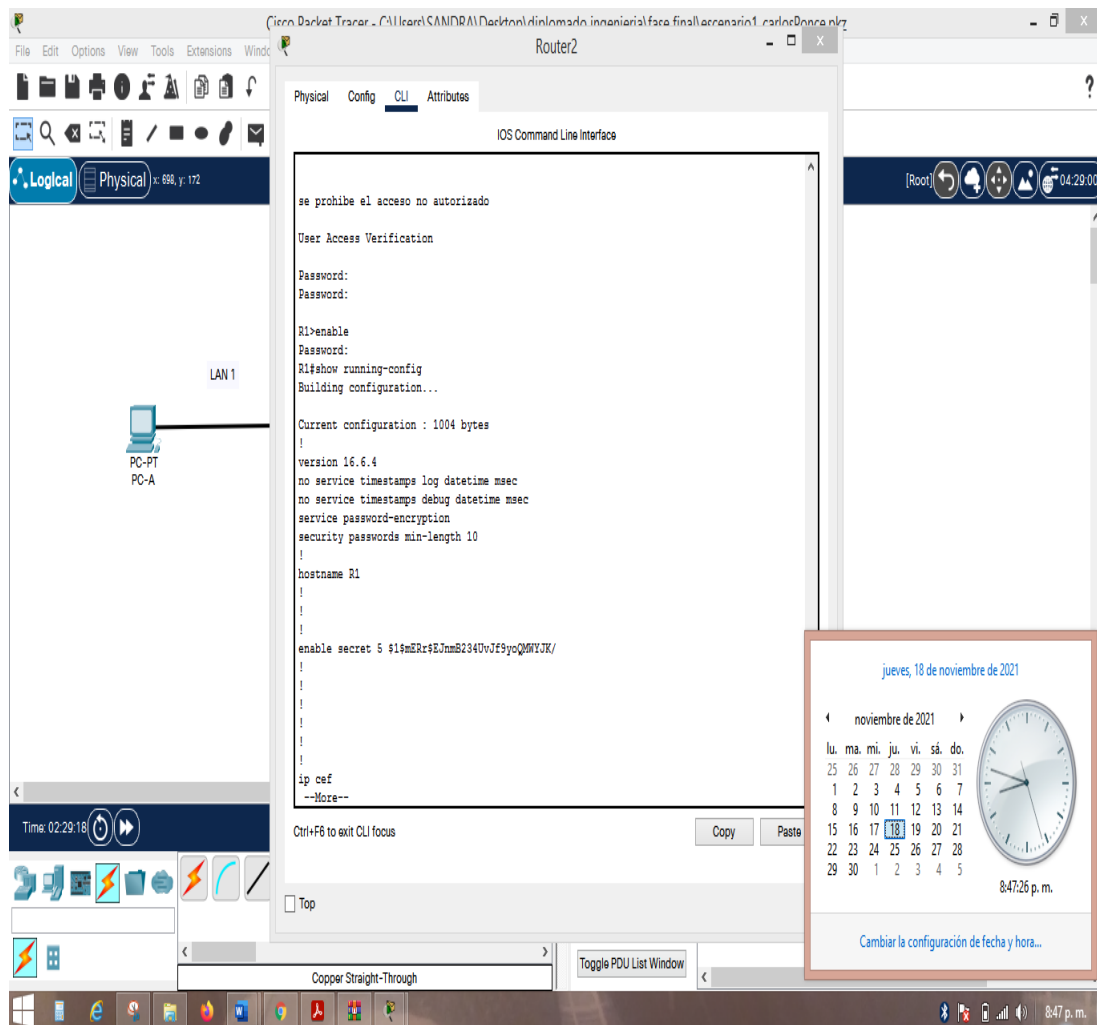 Cisco Packet Tracer - C:\Users\SANDRA\Desktop\diplomado ingenieria\fase final\escenario1_carlosPonce.pkz
File Edit Options View Tools Extensions
Router2
Physical Config CLI Attributes
IOS Command Line Interface
Logical Physical x: 698, y: 172
[Root] 04:29:00
se prohibe el acceso no autorizado
User Access Verification
Password:
Password:
R1>enable
Password:
R1#show running-config
Building configuration...
Current configuration : 1004 bytes
!
version 16.6.4
no service timestamps log datetime msec
no service timestamps debug datetime msec
service password-encryption
security passwords min-length 10
!
hostname R1
!
!
!
enable secret 5 $1$mERr$EJnmB234UvJf9yoQMWYJK/
!
!
!
!
!
!
ip cef
--More--
Ctrl+F6 to exit CLI focus
Copy Paste
Top
LAN 1
PC-PT
PC-A
Time: 02:29:18
Copper Straight-Through
Toggle PDU List Window
jueves, 18 de noviembre de 2021
noviembre de 2021
lu. ma. mi. ju. vi. sá. do.
25 26 27 28 29 30 31
1 2 3 4 5 6 7
8 9 10 11 12 13 14
15 16 17 18 19 20 21
22 23 24 25 26 27 28
29 30 1 2 3 4 5
8:47:26 p. m.
Cambiar la configuración de fecha y hora...
8:47 p. m.